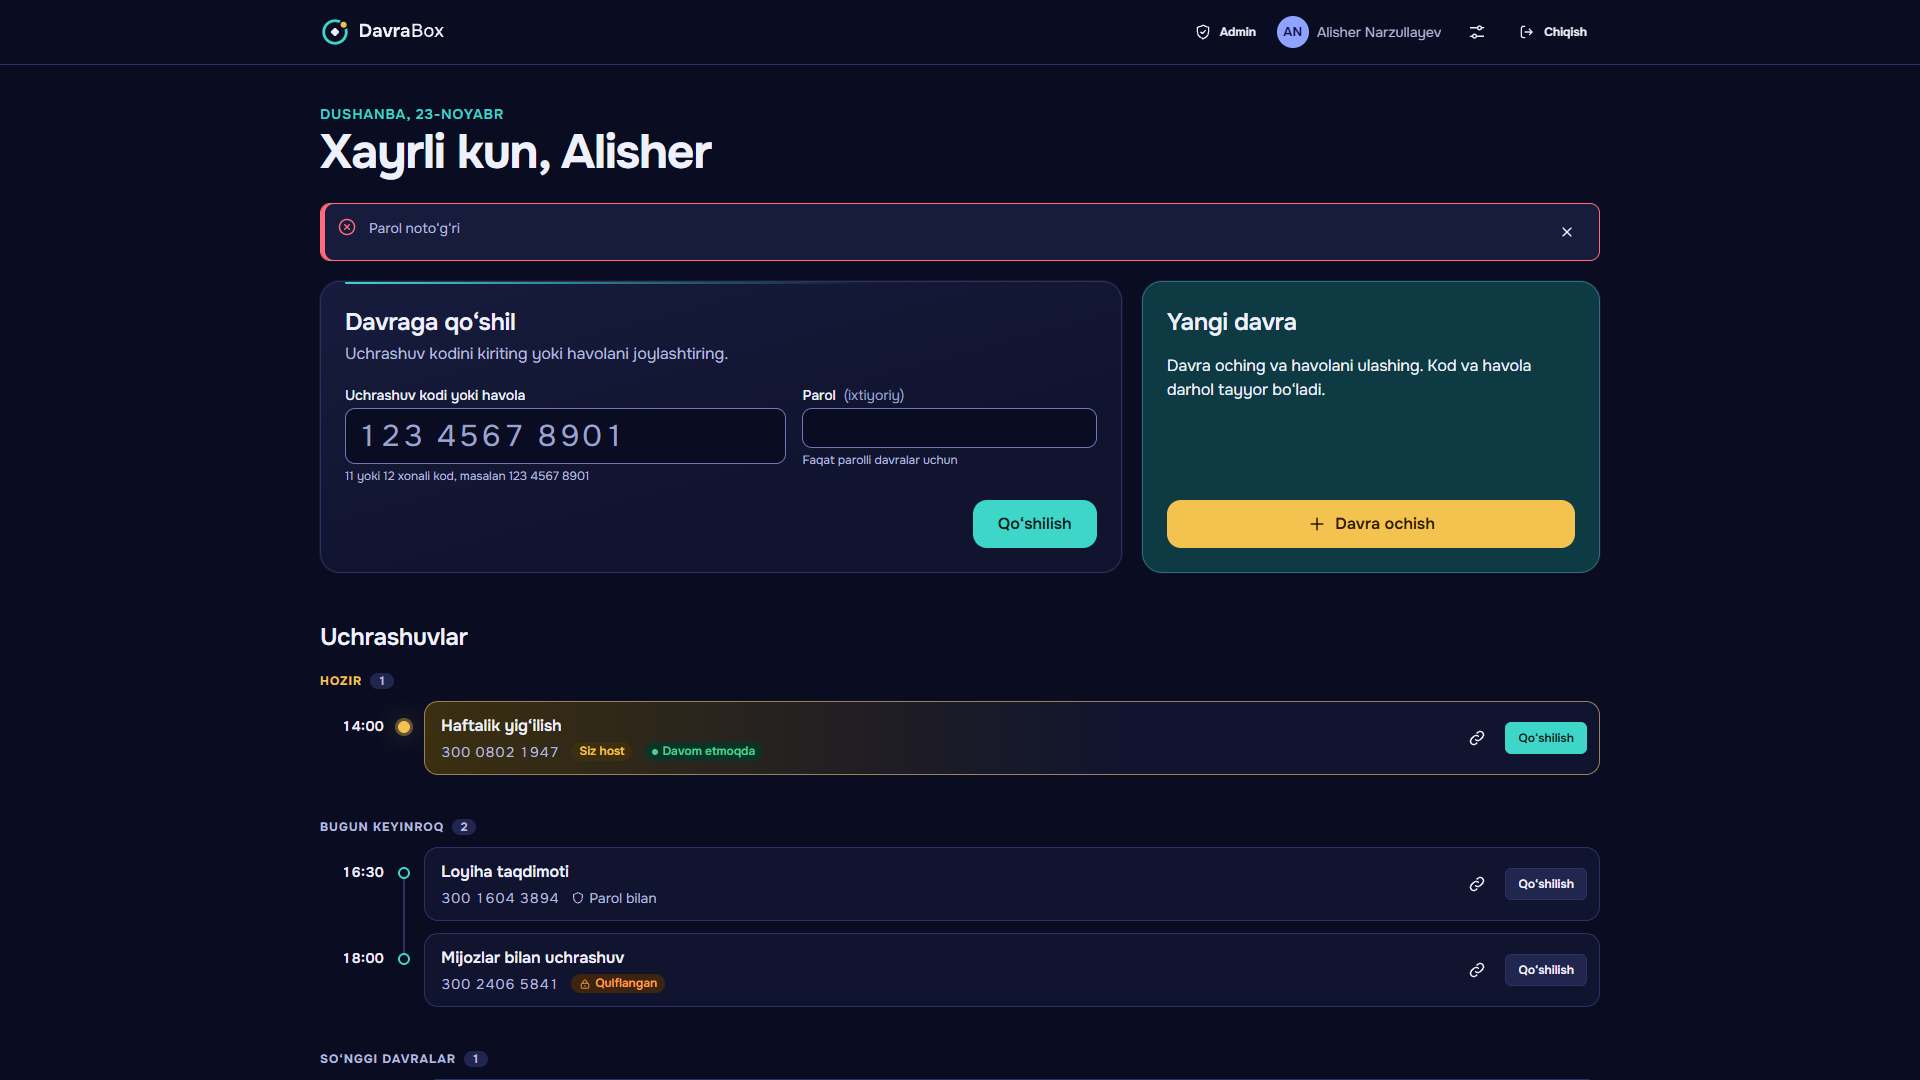 DavraBox
Admin
AN
Alisher Narzullayev
Chiqish
DUSHANBA, 23-NOYABR
Xayrli kun, Alisher
Parol noto‘g‘ri
Davraga qo‘shil
Uchrashuv kodini kiriting yoki havolani joylashtiring.
Uchrashuv kodi yoki havola
123 4567 8901
11 yoki 12 xonali kod, masalan 123 4567 8901
Parol (ixtiyoriy)
Faqat parolli davralar uchun
Qo‘shilish
Yangi davra
Davra oching va havolani ulashing. Kod va havola
darhol tayyor bo‘ladi.
Davra ochish
Uchrashuvlar
HOZIR 1
14:00
Haftalik yig‘ilish
300 0802 1947 Siz host Davom etmoqda
Qo‘shilish
BUGUN KEYINROQ 2
16:30
Loyiha taqdimoti
300 1604 3894 Parol bilan
Qo‘shilish
18:00
Mijozlar bilan uchrashuv
300 2406 5841 Qulflangan
Qo‘shilish
SO‘NGGI DAVRALAR 1